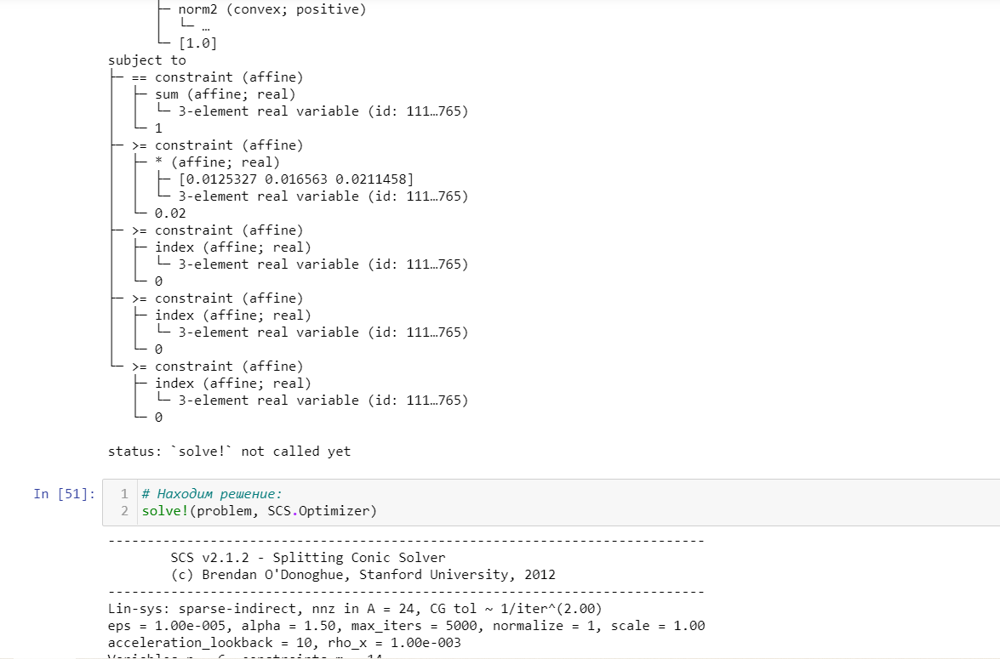 ├─ norm2 (convex; positive)
│  └─ …
└─ [1.0]
subject to
├─ == constraint (affine)
│  ├─ sum (affine; real)
│  │  └─ 3-element real variable (id: 111…765)
│  └─ 1
├─ >= constraint (affine)
│  ├─ * (affine; real)
│  │  ├─ [0.0125327 0.016563 0.0211458]
│  │  └─ 3-element real variable (id: 111…765)
│  └─ 0.02
├─ >= constraint (affine)
│  ├─ index (affine; real)
│  │  └─ 3-element real variable (id: 111…765)
│  └─ 0
├─ >= constraint (affine)
│  ├─ index (affine; real)
│  │  └─ 3-element real variable (id: 111…765)
│  └─ 0
└─ >= constraint (affine)
   ├─ index (affine; real)
   │  └─ 3-element real variable (id: 111…765)
   └─ 0
status: `solve!` not called yet
In [51]: 1 # Находим решение:
2 solve!(problem, SCS.Optimizer)
----------------------------------------------------------------------------
SCS v2.1.2 - Splitting Conic Solver
(c) Brendan O'Donoghue, Stanford University, 2012
----------------------------------------------------------------------------
Lin-sys: sparse-indirect, nnz in A = 24, CG tol ~ 1/iter^(2.00)
eps = 1.00e-005, alpha = 1.50, max_iters = 5000, normalize = 1, scale = 1.00
acceleration_lookback = 10, rho_x = 1.00e-003
Variables n = 6, constraints m = 14